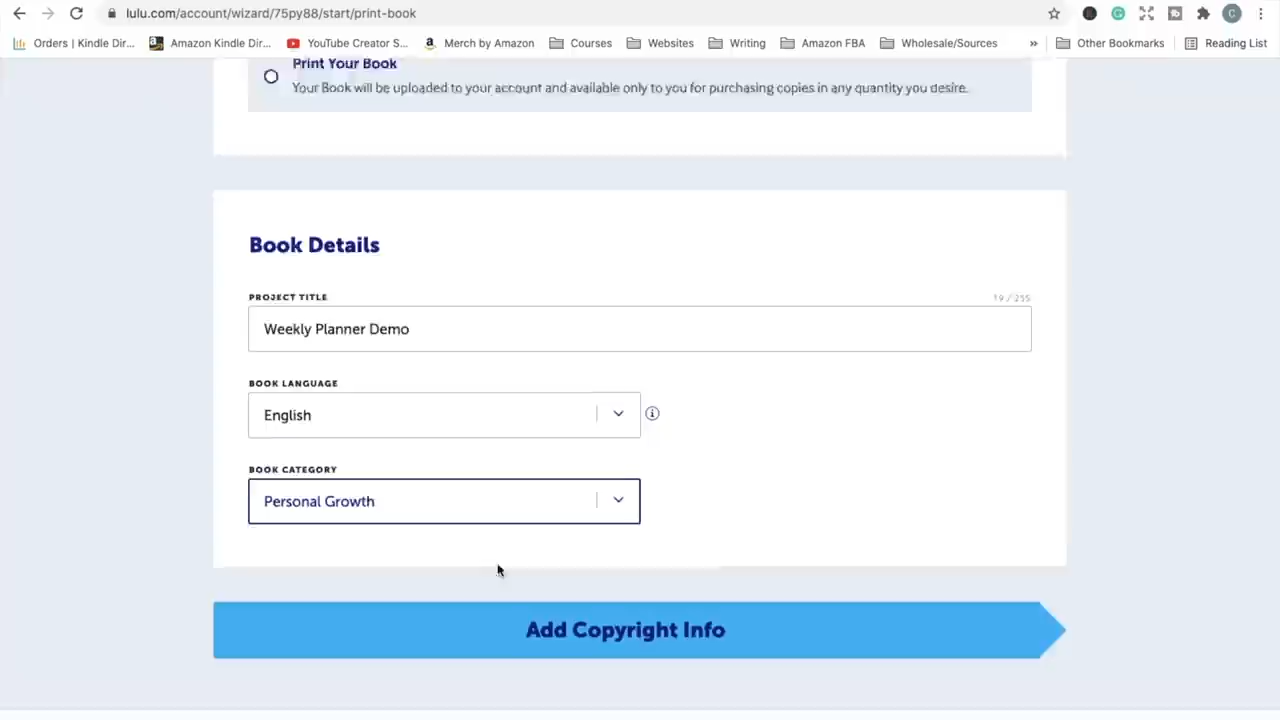 lulu.com/account/wizard/75py88/start/print-book
C
Orders | Kindle Dir... Amazon Kindle Dir... YouTube Creator S... Merch by Amazon Courses Websites Writing Amazon FBA Wholesale/Sources » Other Bookmarks Reading List
Print Your Book
Your Book will be uploaded to your account and available only to you for purchasing copies in any quantity you desire.
Book Details
PROJECT TITLE 19 / 255
Weekly Planner Demo
BOOK LANGUAGE
English
BOOK CATEGORY
Personal Growth
Add Copyright Info